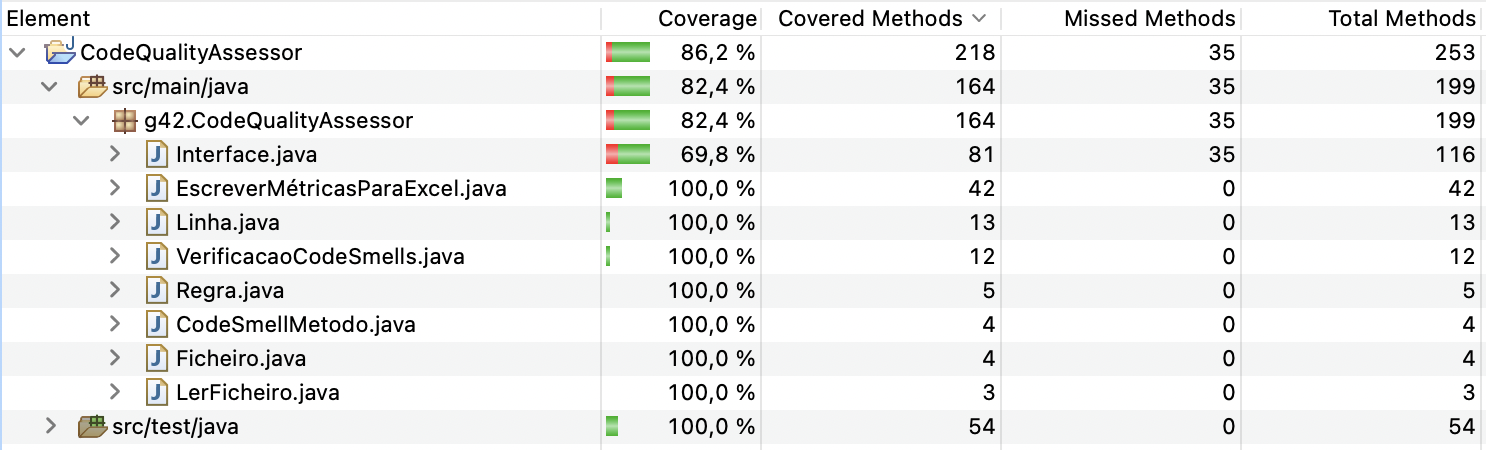 Element Coverage Covered Methods Missed Methods Total Methods
CodeQualityAssessor 86,2 % 218 35 253
src/main/java 82,4 % 164 35 199
g42.CodeQualityAssessor 82,4 % 164 35 199
Interface.java 69,8 % 81 35 116
EscreverMétricasParaExcel.java 100,0 % 42 0 42
Linha.java 100,0 % 13 0 13
VerificacaoCodeSmells.java 100,0 % 12 0 12
Regra.java 100,0 % 5 0 5
CodeSmellMetodo.java 100,0 % 4 0 4
Ficheiro.java 100,0 % 4 0 4
LerFicheiro.java 100,0 % 3 0 3
src/test/java 100,0 % 54 0 54